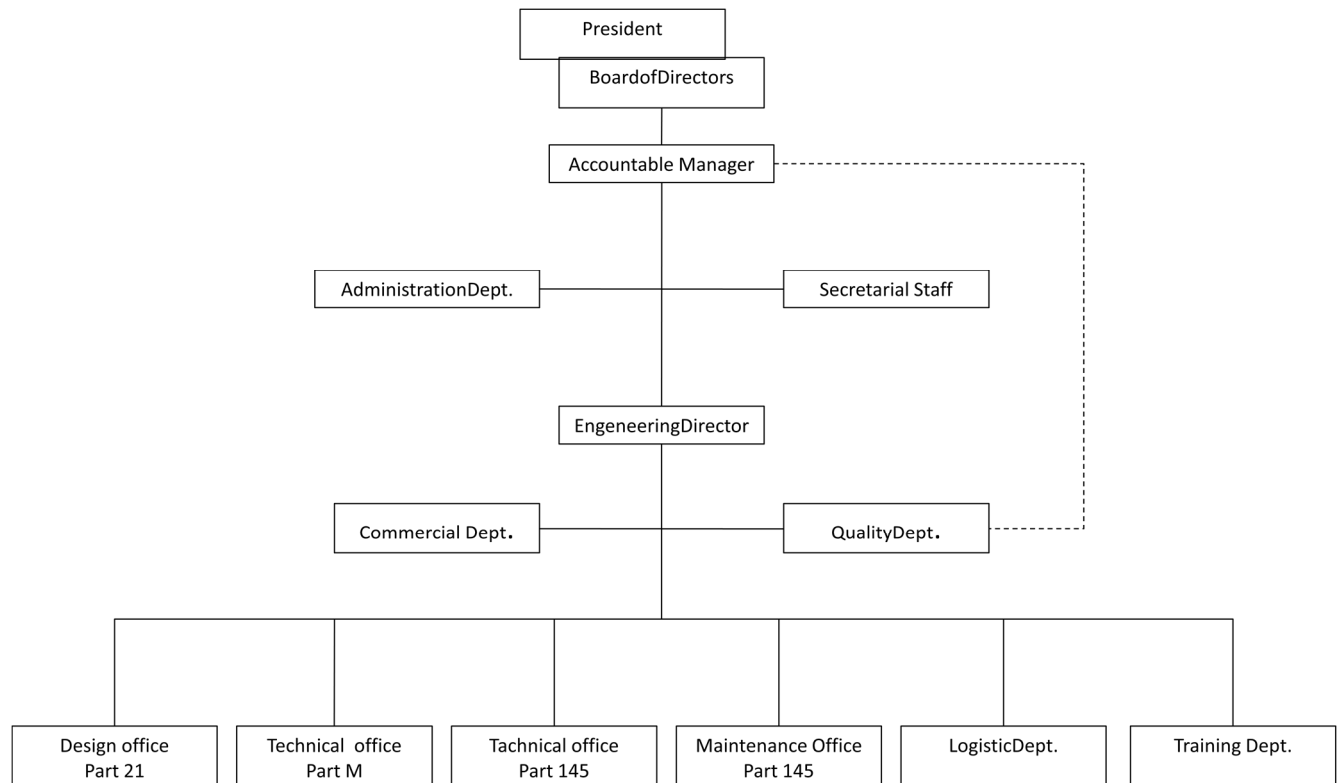 President
BoardofDirectors
Accountable Manager
AdministrationDept.
Secretarial Staff
EngeneeringDirector
Commercial Dept.
QualityDept.
Design office
Part 21
Technical office
Part M
Tachnical office
Part 145
Maintenance Office
Part 145
LogisticDept.
Training Dept.